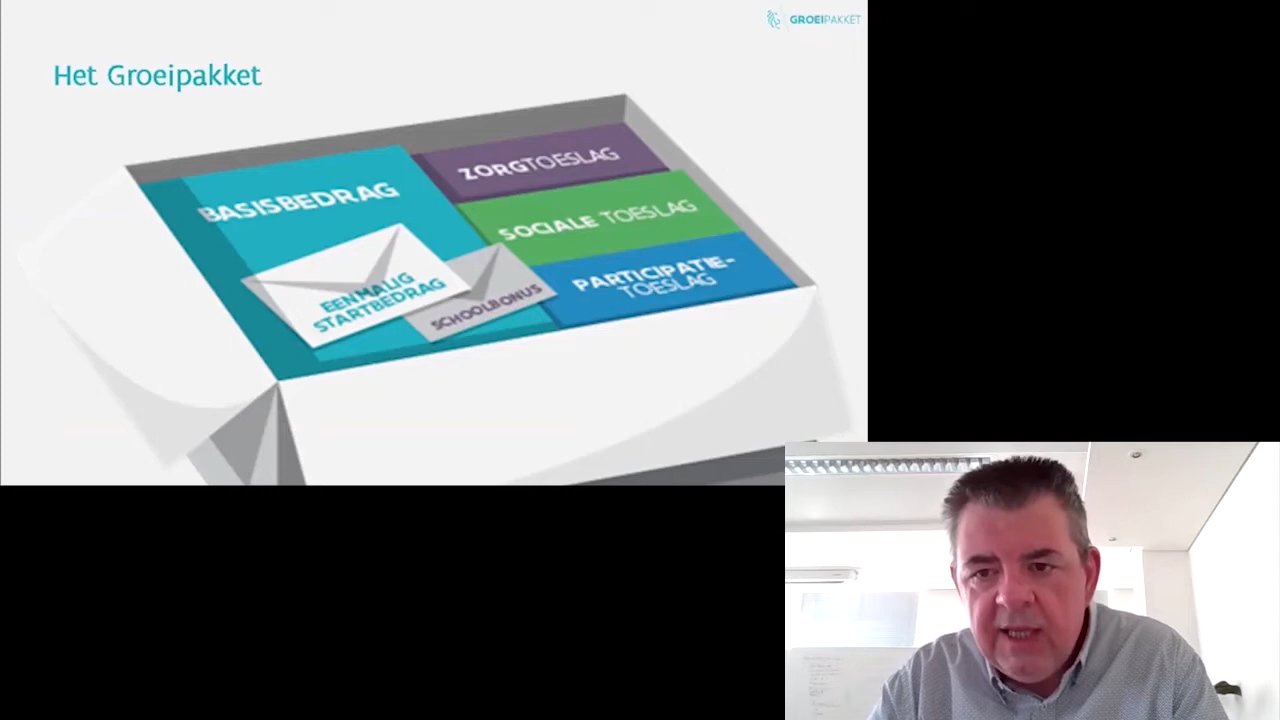 GROEIPAKKET
Het Groeipakket
BASISBEDRAG
ZORGTOESLAG
SOCIALE TOESLAG
PARTICIPATIE-
TOESLAG
EENMALIG
STARTBEDRAG
SCHOOLBONUS